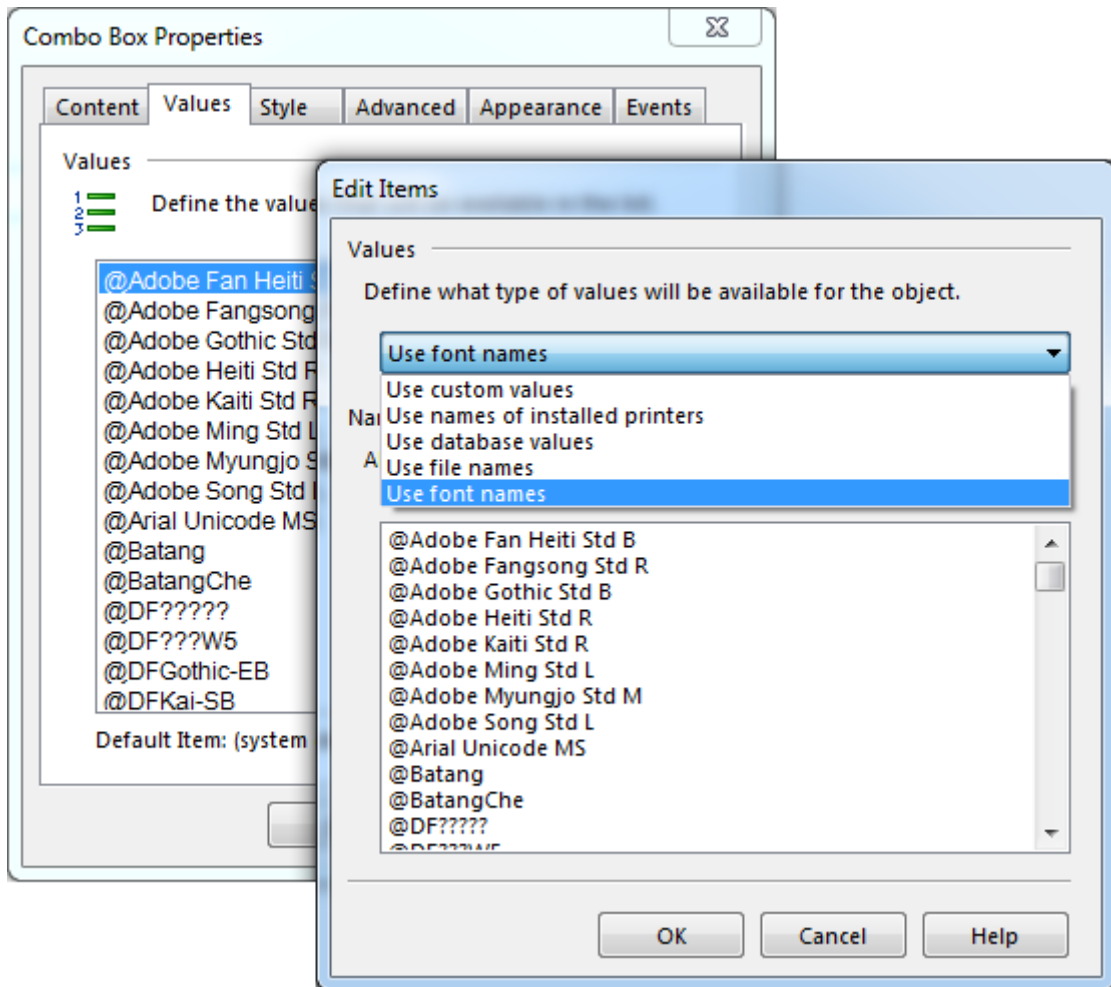 Combo Box Properties
Content Values Style Advanced Appearance Events
Values
1
2
3
Define the value
@Adobe Fan Heiti
@Adobe Fangsong
@Adobe Gothic Std
@Adobe Heiti Std R
@Adobe Kaiti Std R
@Adobe Ming Std L
@Adobe Myungjo
@Adobe Song Std
@Arial Unicode MS
@Batang
@BatangChe
@DF?????
@DF???W5
@DFGothic-EB
@DFKai-SB
Default Item: (system
Edit Items
Values
Define what type of values will be available for the object.
Use font names
Use custom values
Use names of installed printers
Use database values
Use file names
Use font names
@Adobe Fan Heiti Std B
@Adobe Fangsong Std R
@Adobe Gothic Std B
@Adobe Heiti Std R
@Adobe Kaiti Std R
@Adobe Ming Std L
@Adobe Myungjo Std M
@Adobe Song Std L
@Arial Unicode MS
@Batang
@BatangChe
@DF?????
@DF???W5
OK Cancel Help